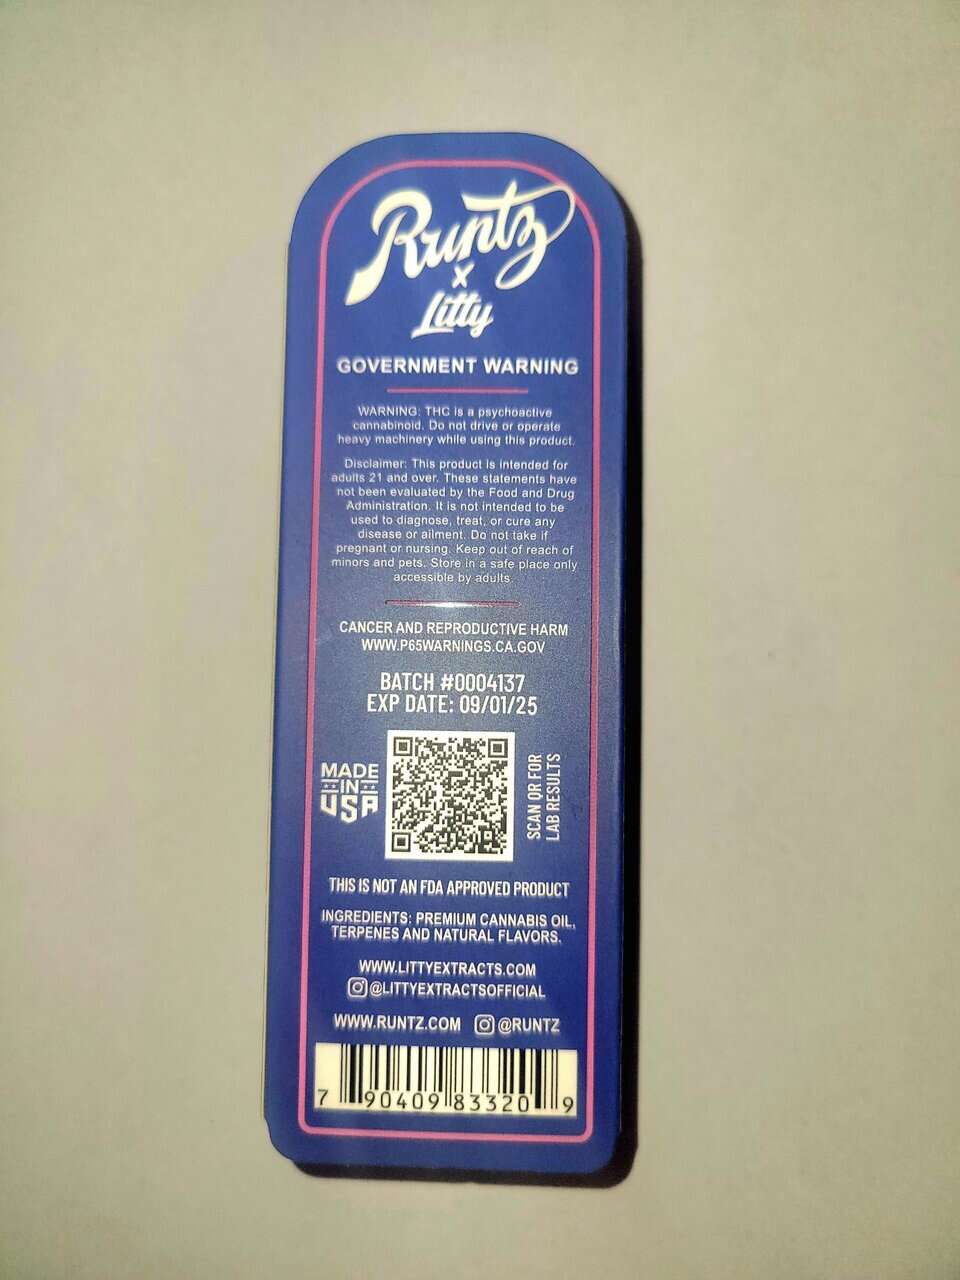 Runtz
x
Litty
GOVERNMENT WARNING
WARNING: THC is a psychoactive
cannabinoid. Do not drive or operate
heavy machinery while using this product.
Disclaimer: This product is intended for
adults 21 and over. These statements have
not been evaluated by the Food and Drug
Administration. It is not intended to be
used to diagnose, treat, or cure any
disease or ailment. Do not take if
pregnant or nursing. Keep out of reach of
minors and pets. Store in a safe place only
accessible by adults
CANCER AND REPRODUCTIVE HARM
WWW.P65WARNINGS.CA.GOV
BATCH #0004137
EXP DATE: 09/01/25
MADE
IN
USA
SCAN QR FOR
LAB RESULTS
THIS IS NOT AN FDA APPROVED PRODUCT
INGREDIENTS: PREMIUM CANNABIS OIL,
TERPENES AND NATURAL FLAVORS.
WWW.LITTYEXTRACTS.COM
@LITTYEXTRACTSOFFICIAL
WWW.RUNTZ.COM @RUNTZ
7 90409 83320 9